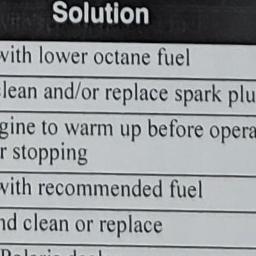 Solution
with lower octane fuel
lean and/or replace spark plu
gine to warm up before opera
r stopping
with recommended fuel
nd clean or replace